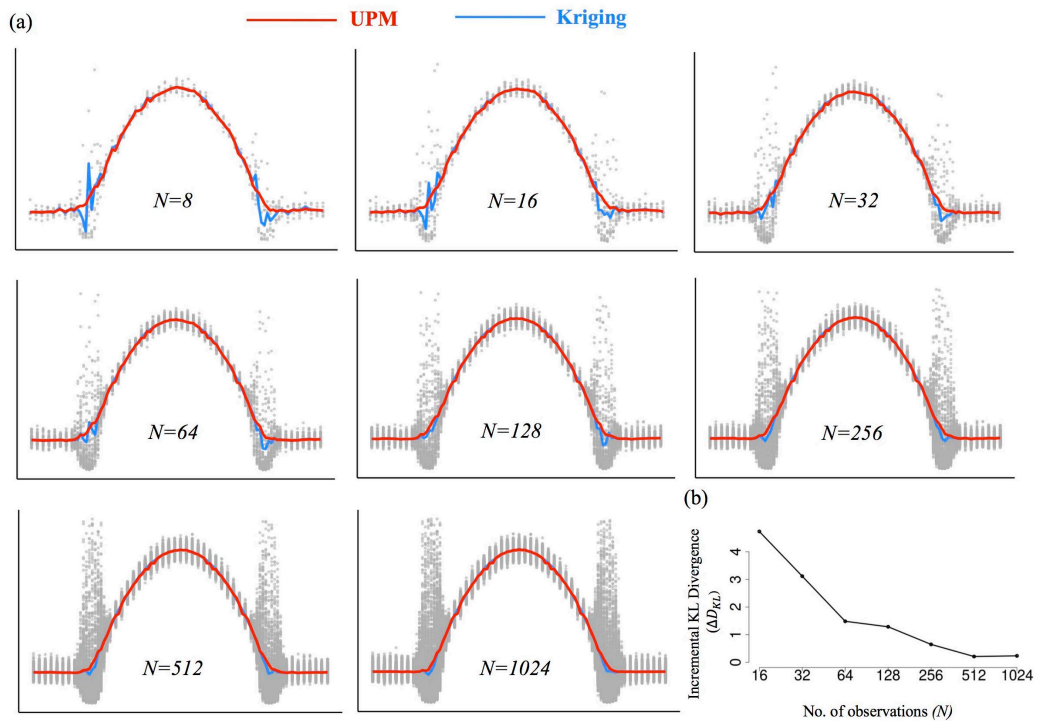 (a)
UPM Kriging
N=8
N=16
N=32
N=64
N=128
N=256
N=512
N=1024
(b)
Incremental KL Divergence
(ΔD_KL)
4
3
2
1
0
16 32 64 128 256 512 1024
No. of observations (N)